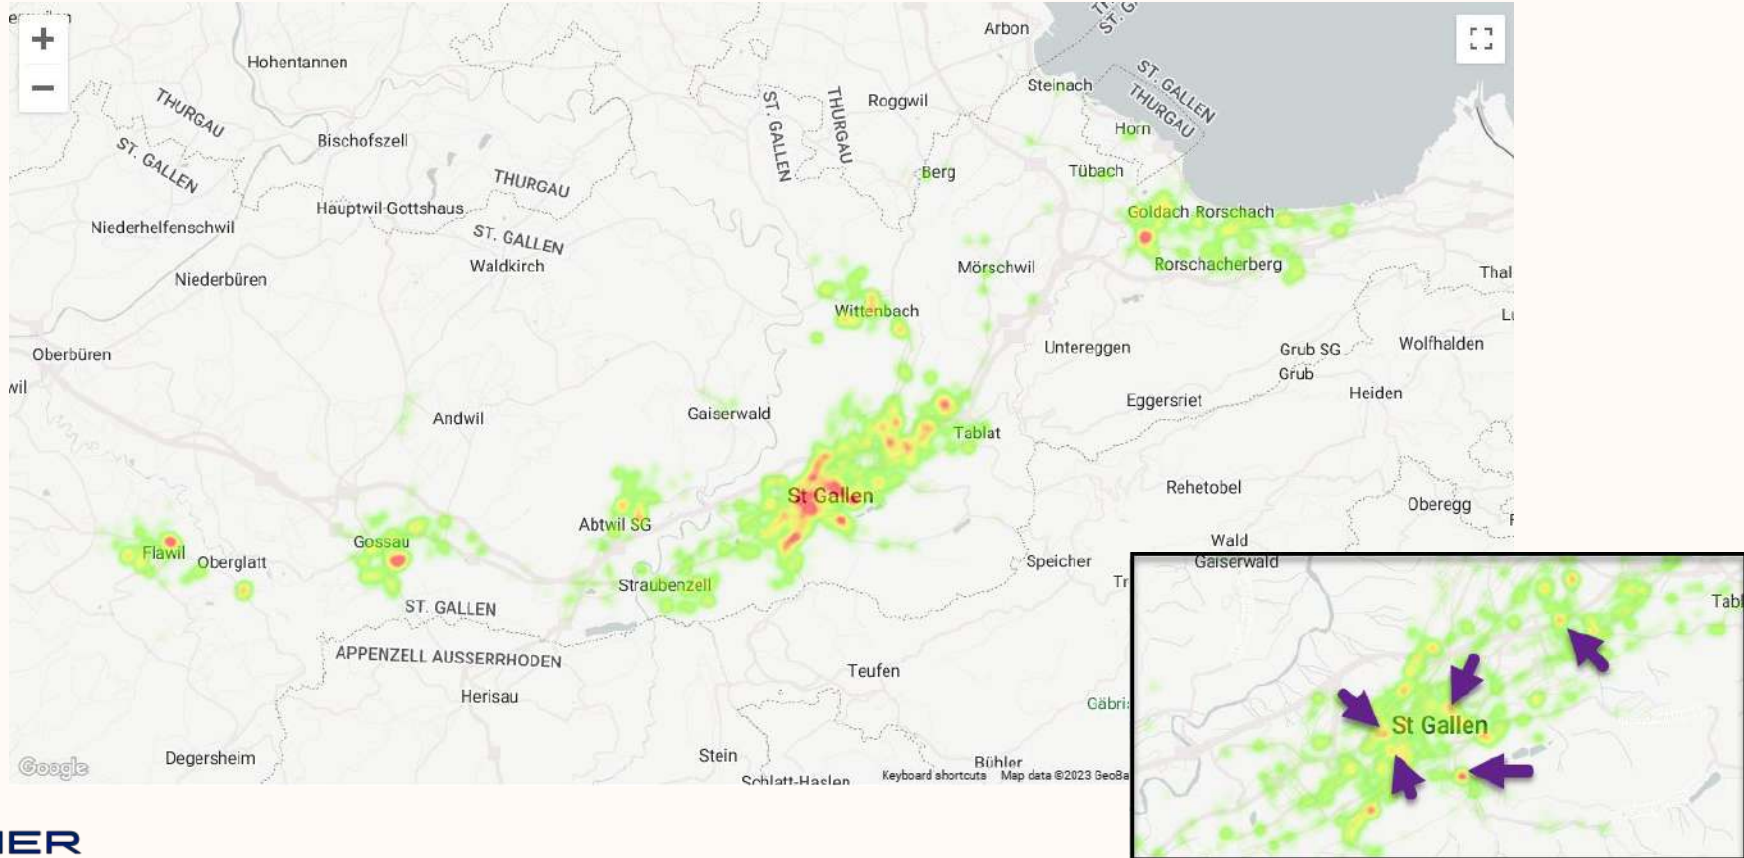 Arbon
Hohentannen
ST. GALLEN
THURGAU
Steinach
THURGAU
ST. GALLEN
THURGAU
Roggwil
Horn
Bischofszell
ST. GALLEN
Berg
Tübach
THURGAU
Hauptwil-Gottshaus
Goldach Rorschach
Niederhelfenschwil
ST. GALLEN
Waldkirch
Mörschwil
Rorschacherberg
Thal
Niederbüren
Wittenbach
Oberbüren
Untereggen
Grub SG
Wolfhalden
Grub
wil
Heiden
Eggersriet
Andwil
Gaiserwald
Tablat
St Gallen
Rehetobel
Oberegg
Abtwil SG
Gossau
Flawil
Oberglatt
Wald
Speicher
Straubenzell
ST. GALLEN
APPENZELL AUSSERRHODEN
Teufen
Herisau
Gäbri
Degersheim
Stein
Bühler
Schlatt-Haslen
Google
Keyboard shortcuts
Map data ©2023 GeoBa
Gaiserwald
Tabl
St Gallen